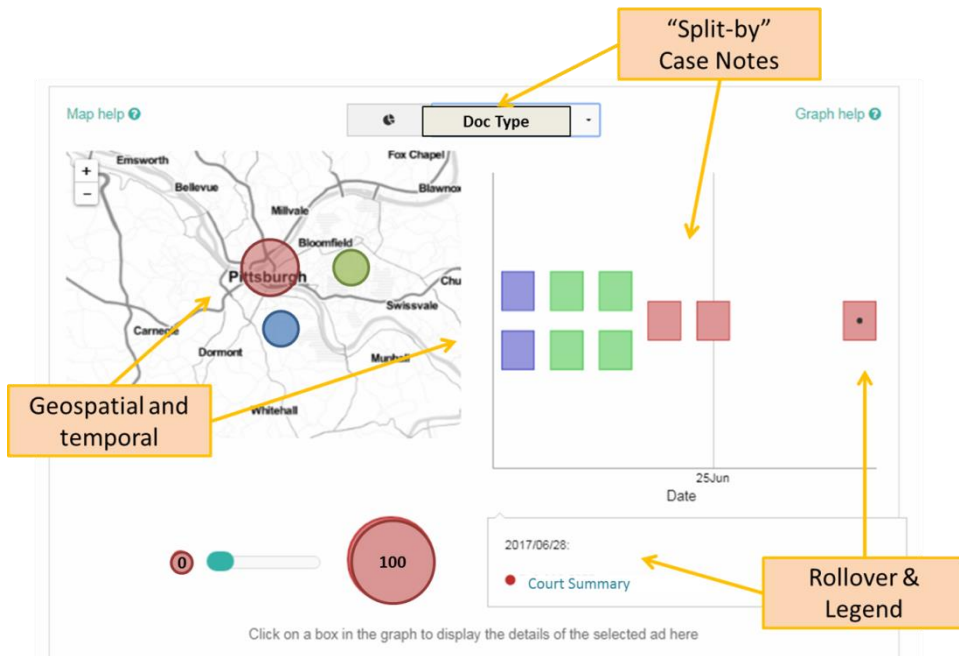 “Split-by”
Case Notes
Map help
Doc Type
Graph help
Emsworth
Fox Chapel
Bellevue
Blawnox
Millvale
+
−
Bloomfield
Pittsburgh
Chu
Swissvale
Carnegie
Dormont
Munhall
Whitehall
Geospatial and
temporal
25Jun
Date
0
100
2017/06/28:
Court Summary
Rollover &
Legend
Click on a box in the graph to display the details of the selected ad here